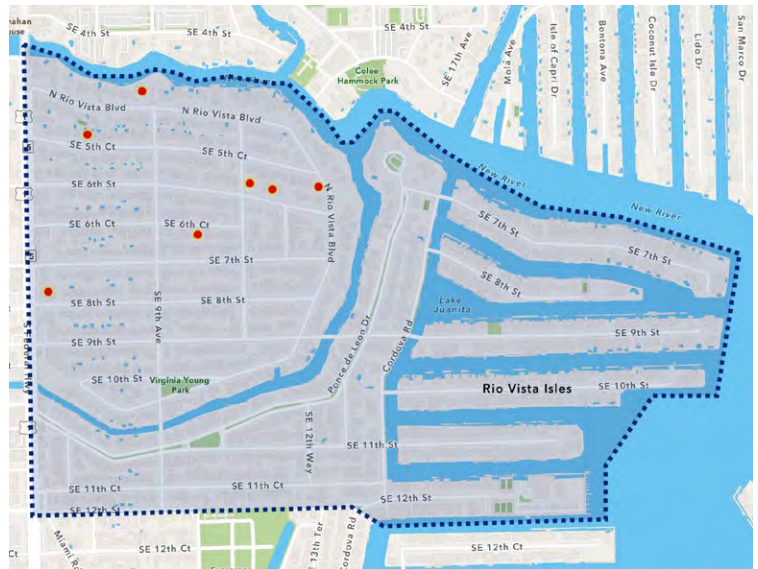 nahan
ouse
SE 4th St
SE 4th St
SE 4th St
SE 17th Ave
Mola Ave
Isle of Capri Dr
Bontona Ave
Coconut Isle Dr
Lido Dr
San Marco Dr
Colee
Hammock Park
N Rio Vista Blvd
N Rio Vista Blvd
SE 5th Ct
SE 5th Ct
SE 6th St
N Rio Vista Blvd
New River
New River
SE 6th Ct
SE 6th Ct
SE 7th St
SE 7th St
SE 7th St
SE 8th St
SE 8th St
SE 8th St
SE 9th Ave
Lake
Juanita
SE 9th St
SE 9th St
Ponce de Leon Dr
Cordova Rd
SE 10th St
Virginia Young
Park
Rio Vista Isles
SE 10th St
SE 12th Way
SE 11th St
SE 11th Ct
SE 11th Ct
SE 12th St
SE 12th St
Ct
SE 12th Ct
SE 13th Ter
Cordova Rd
SE 12th Ct